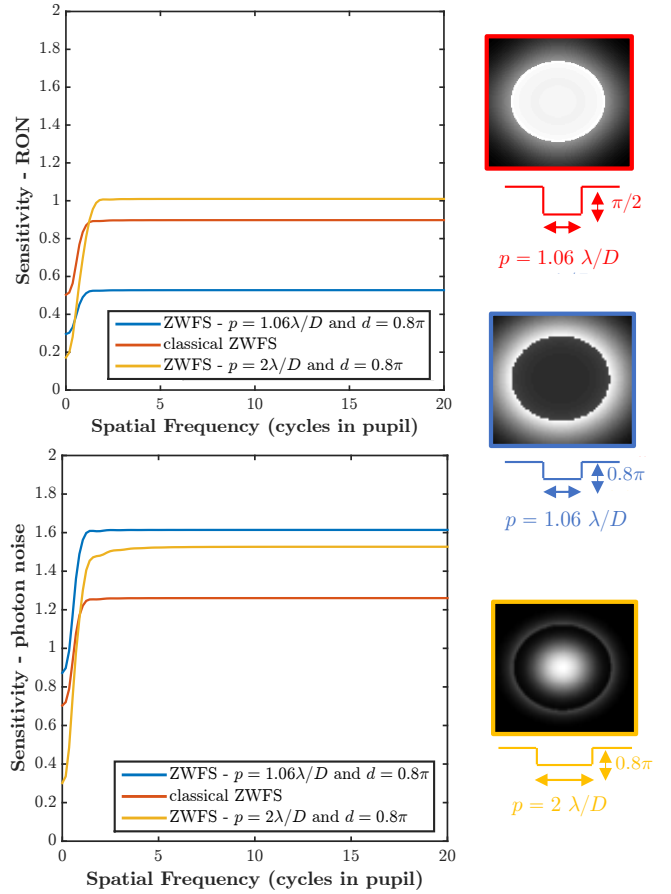 2
1.8
1.6
1.4
1.2
1
0.8
0.6
0.4
0.2
0
Sensitivity - RON
ZWFS - p = 1.06λ/D and d = 0.8π
classical ZWFS
ZWFS - p = 2λ/D and d = 0.8π
0 5 10 15 20
Spatial Frequency (cycles in pupil)
π/2
p = 1.06 λ/D
2
1.8
1.6
1.4
1.2
1
0.8
0.6
0.4
0.2
0
Sensitivity - photon noise
ZWFS - p = 1.06λ/D and d = 0.8π
classical ZWFS
ZWFS - p = 2λ/D and d = 0.8π
0 5 10 15 20
Spatial Frequency (cycles in pupil)
0.8π
p = 1.06 λ/D
0.8π
p = 2 λ/D